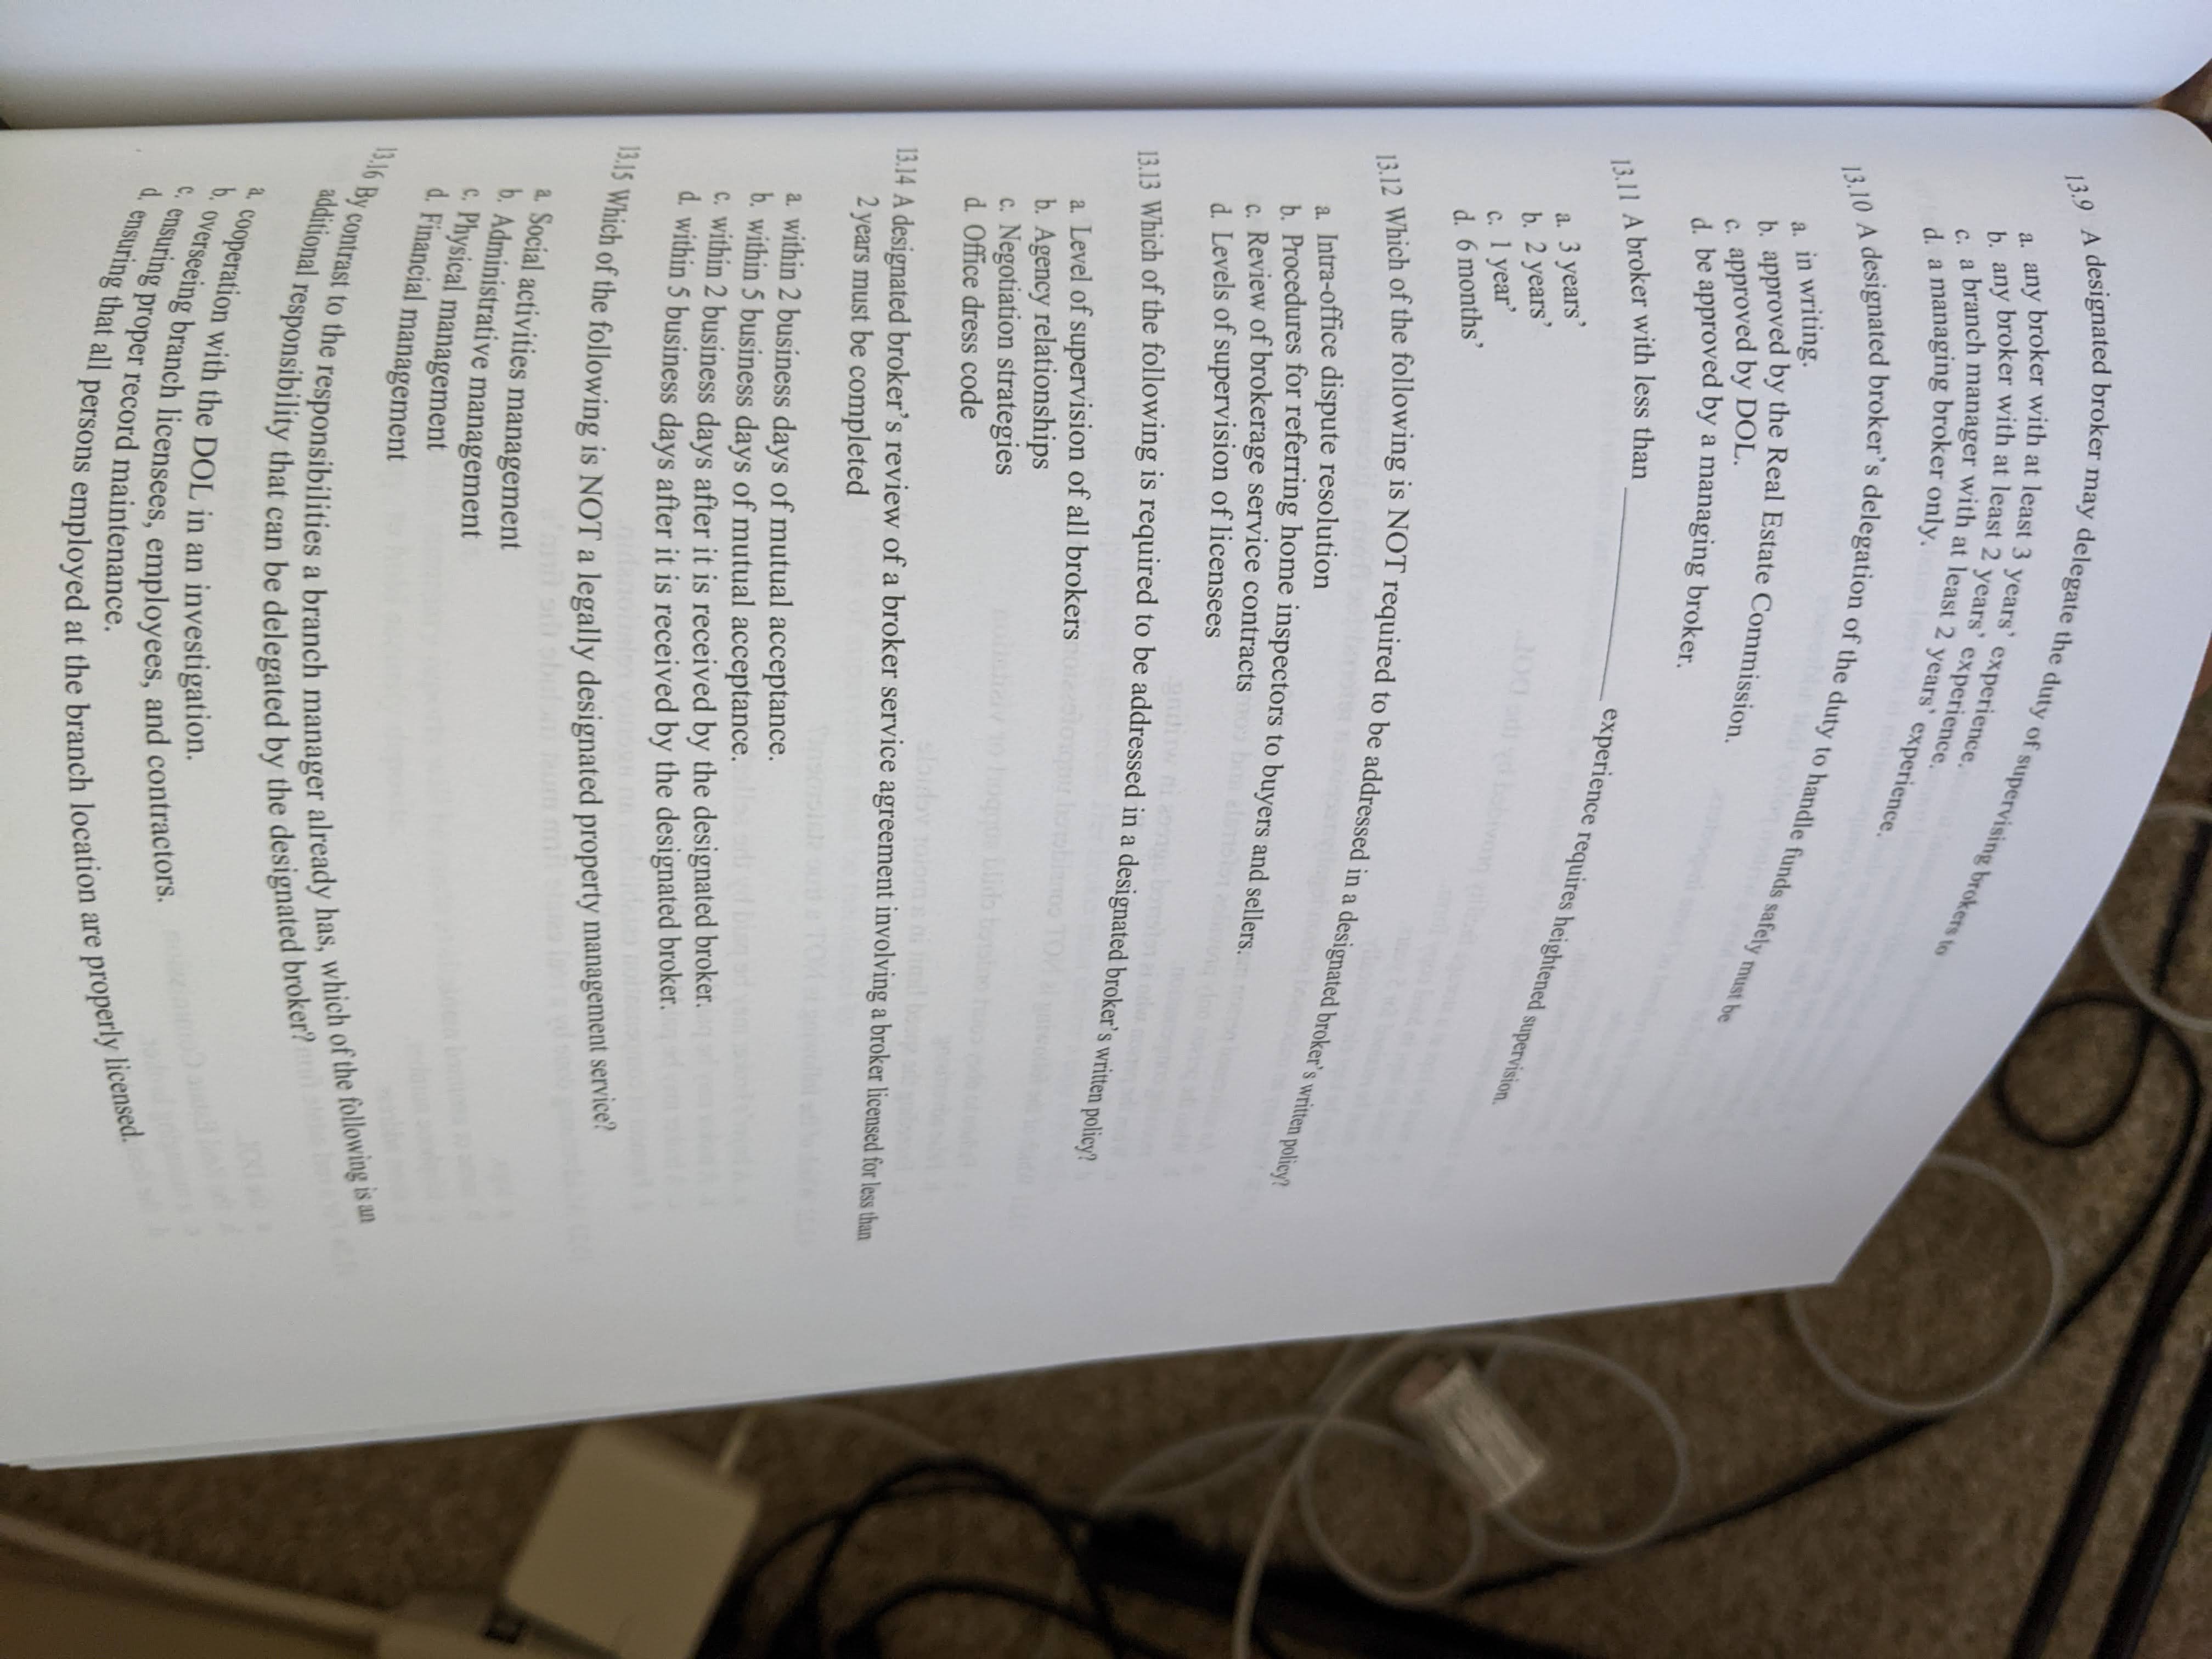 13.9 A designated broker may delegate the duty of supervising brokers to
a. any broker with at least 3 years' experience.
b. any broker with at least 2 years' experience.
c. a branch manager with at least 2 years' experience.
d. a managing broker only.
13.10 A designated broker's delegation of the duty to handle funds safely must be
a. in writing.
b. approved by the Real Estate Commission.
c. approved by DOL.
d. be approved by a managing broker.
13.11 A broker with less than ____________ experience requires heightened supervision.
a. 3 years'
b. 2 years'
c. 1 year'
d. 6 months'
13.12 Which of the following is NOT required to be addressed in a designated broker's written policy?
a. Intra-office dispute resolution
b. Procedures for referring home inspectors to buyers and sellers.
c. Review of brokerage service contracts
d. Levels of supervision of licensees
13.13 Which of the following is required to be addressed in a designated broker's written policy?
a. Level of supervision of all brokers
b. Agency relationships
c. Negotiation strategies
d. Office dress code
13.14 A designated broker's review of a broker service agreement involving a broker licensed for less than
2 years must be completed
a. within 2 business days of mutual acceptance.
b. within 5 business days of mutual acceptance.
c. within 2 business days after it is received by the designated broker.
d. within 5 business days after it is received by the designated broker.
13.15 Which of the following is NOT a legally designated property management service?
a. Social activities management
b. Administrative management
c. Physical management
d. Financial management
13.16 By contrast to the responsibilities a branch manager already has, which of the following is an
additional responsibility that can be delegated by the designated broker?
a. cooperation with the DOL in an investigation.
b. overseeing branch licensees, employees, and contractors.
c. ensuring proper record maintenance.
d. ensuring that all persons employed at the branch location are properly licensed.